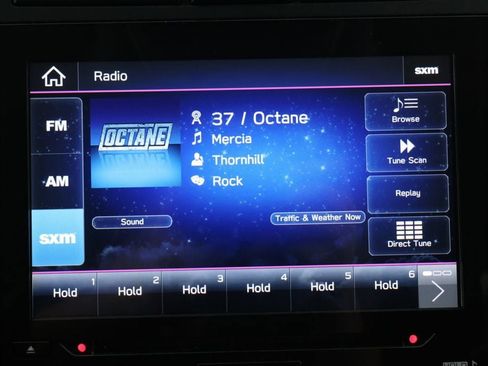 Radio
sxm
FM
AM
sxm
OCTANE
37 / Octane
Mercia
Thornhill
Rock
Sound
Traffic & Weather Now
Browse
Tune Scan
Replay
Direct Tune
1 Hold
2 Hold
3 Hold
4 Hold
5 Hold
6 Hold